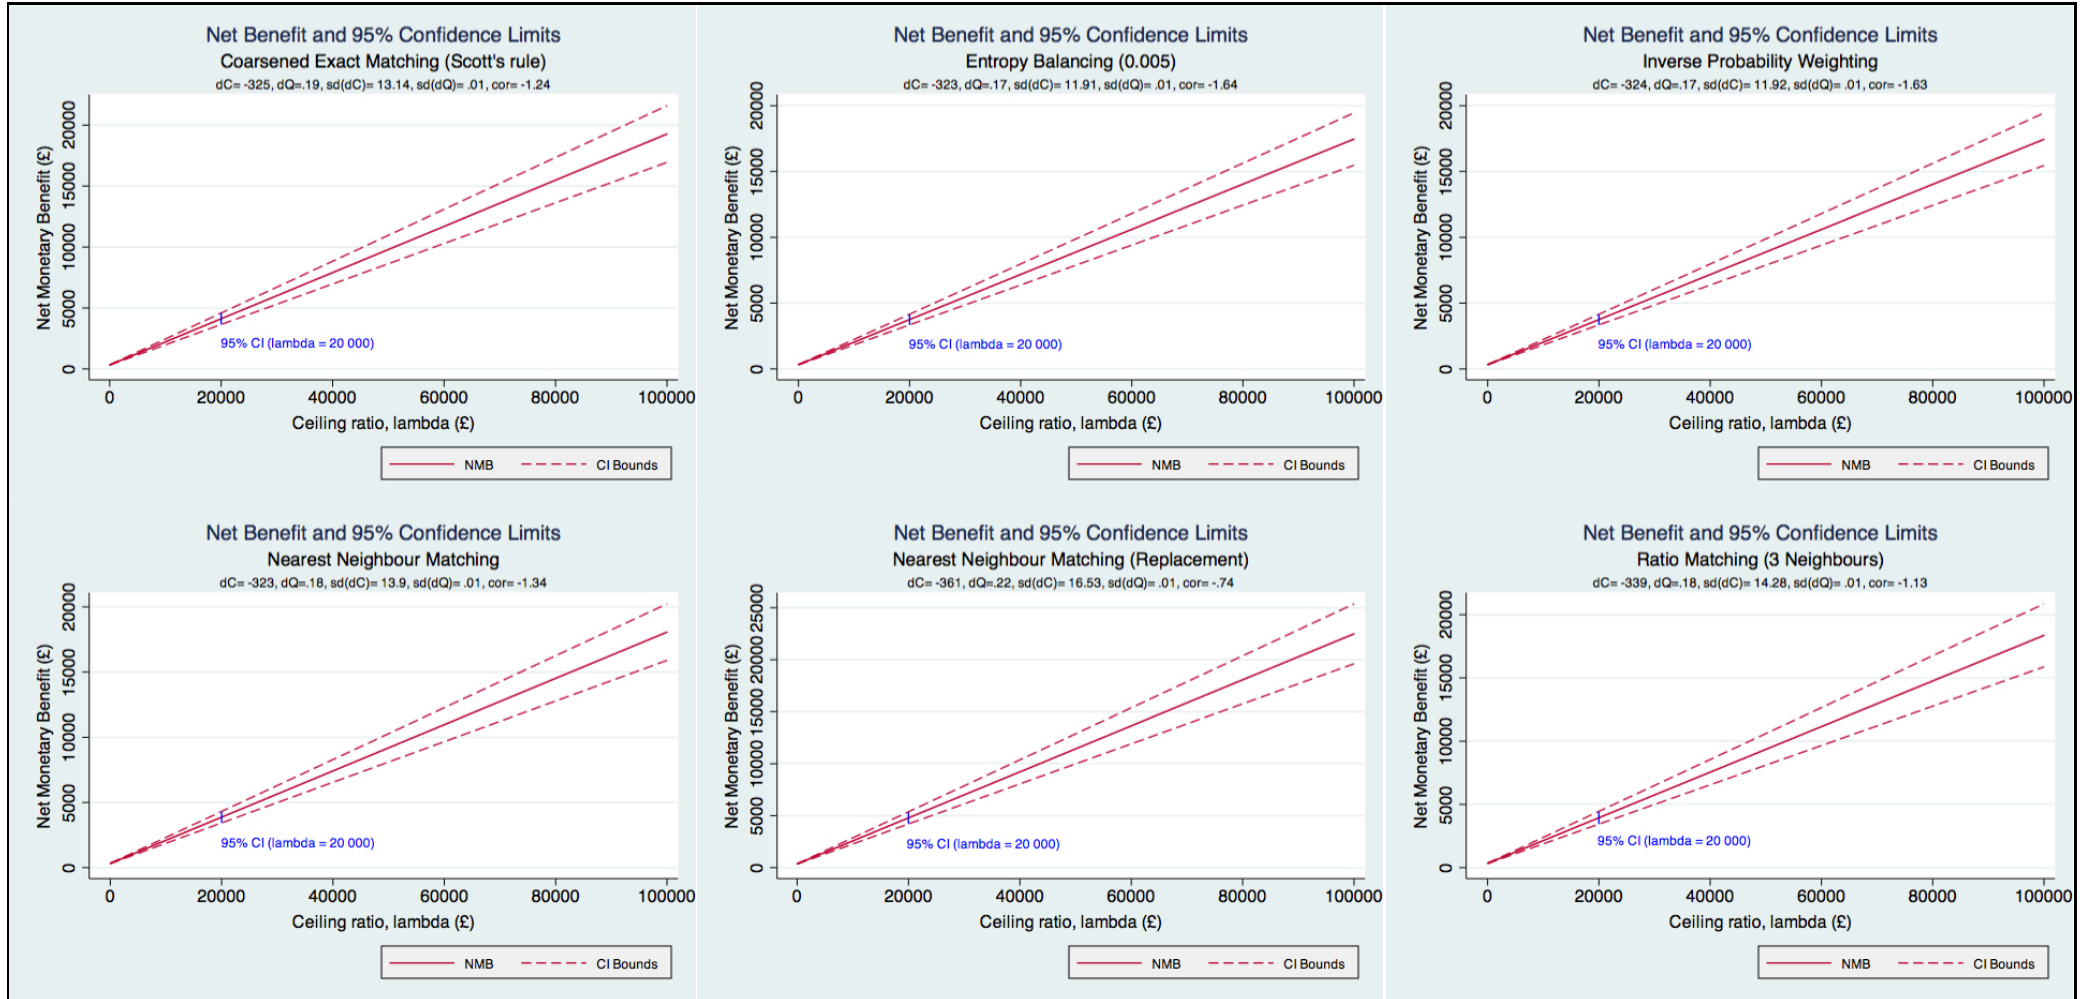 Net Benefit and 95% Confidence Limits
Coarsened Exact Matching (Scott's rule)
dC= -325, dQ=.19, sd(dC)= 13.14, sd(dQ)= .01, cor= -1.24
Net Monetary Benefit (£)
20000
15000
10000
5000
0
95% CI (lambda = 20 000)
0 20000 40000 60000 80000 100000
Ceiling ratio, lambda (£)
NMB CI Bounds
Net Benefit and 95% Confidence Limits
Entropy Balancing (0.005)
dC= -323, dQ=.17, sd(dC)= 11.91, sd(dQ)= .01, cor= -1.64
Net Monetary Benefit (£)
20000
15000
10000
5000
0
95% CI (lambda = 20 000)
0 20000 40000 60000 80000 100000
Ceiling ratio, lambda (£)
NMB CI Bounds
Net Benefit and 95% Confidence Limits
Inverse Probability Weighting
dC= -324, dQ=.17, sd(dC)= 11.92, sd(dQ)= .01, cor= -1.63
Net Monetary Benefit (£)
20000
15000
10000
5000
0
95% CI (lambda = 20 000)
0 20000 40000 60000 80000 100000
Ceiling ratio, lambda (£)
NMB CI Bounds
Net Benefit and 95% Confidence Limits
Nearest Neighbour Matching
dC= -323, dQ=.18, sd(dC)= 13.9, sd(dQ)= .01, cor= -1.34
Net Monetary Benefit (£)
20000
15000
10000
5000
0
95% CI (lambda = 20 000)
0 20000 40000 60000 80000 100000
Ceiling ratio, lambda (£)
NMB CI Bounds
Net Benefit and 95% Confidence Limits
Nearest Neighbour Matching (Replacement)
dC= -361, dQ=.22, sd(dC)= 16.53, sd(dQ)= .01, cor= -.74
Net Monetary Benefit (£)
25000
20000
15000
10000
5000
0
95% CI (lambda = 20 000)
0 20000 40000 60000 80000 100000
Ceiling ratio, lambda (£)
NMB CI Bounds
Net Benefit and 95% Confidence Limits
Ratio Matching (3 Neighbours)
dC= -339, dQ=.18, sd(dC)= 14.28, sd(dQ)= .01, cor= -1.13
Net Monetary Benefit (£)
20000
15000
10000
5000
0
95% CI (lambda = 20 000)
0 20000 40000 60000 80000 100000
Ceiling ratio, lambda (£)
NMB CI Bounds